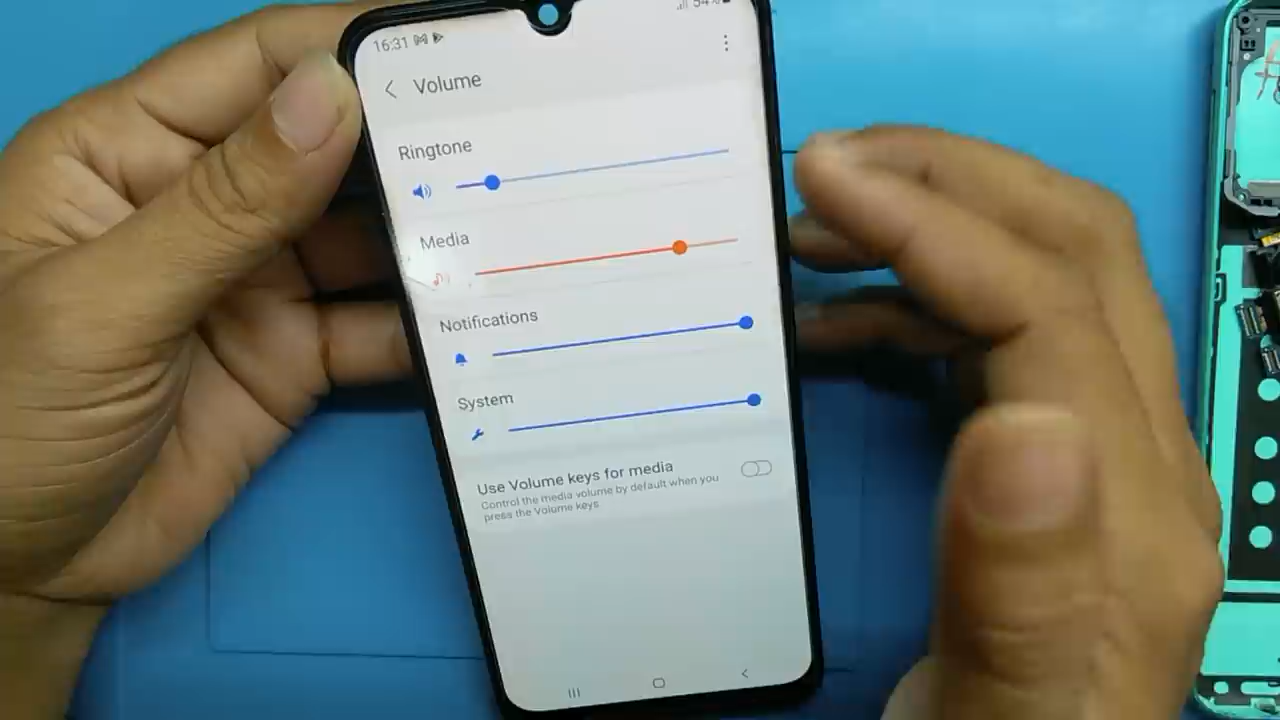 16:31
54%
Volume
Ringtone
Media
Notifications
System
Use Volume keys for media
Control the media volume by default when you
press the Volume keys